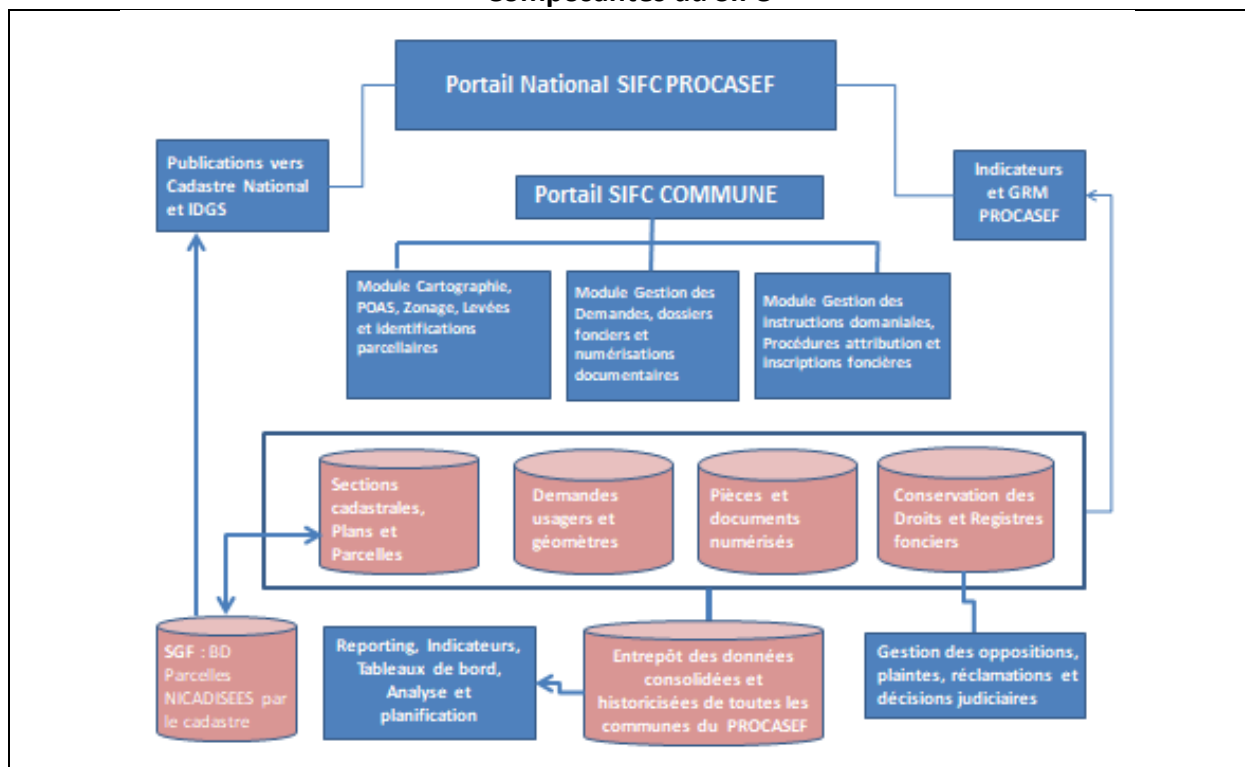 Portail National SIFC PROCASEF
Publications vers
Cadastre National
et IDGS
Indicateurs
et GRM
PROCASEF
Portail SIFC COMMUNE
Module Cartographie,
POAS, Zonage, Levées
et identifications
parcellaires
Module Gestion des
Demandes, dossiers
fonciers et
numérisations
documentaires
Module Gestion des
instructions domaniales,
Procédures attribution et
inscriptions foncières
Sections
cadastrales,
Plans et
Parcelles
Demandes
usagers et
géomètres
Pièces et
documents
numérisés
Conservation des
Droits et Registres
fonciers
SGF : BD
Parcelles
NICADISEES par
le cadastre
Reporting, Indicateurs,
Tableaux de bord,
Analyse et
planification
Entrepôt des données
consolidées et
historicisées de toutes les
communes du PROCASEF
Gestion des oppositions,
plaintes, réclamations et
décisions judiciaires